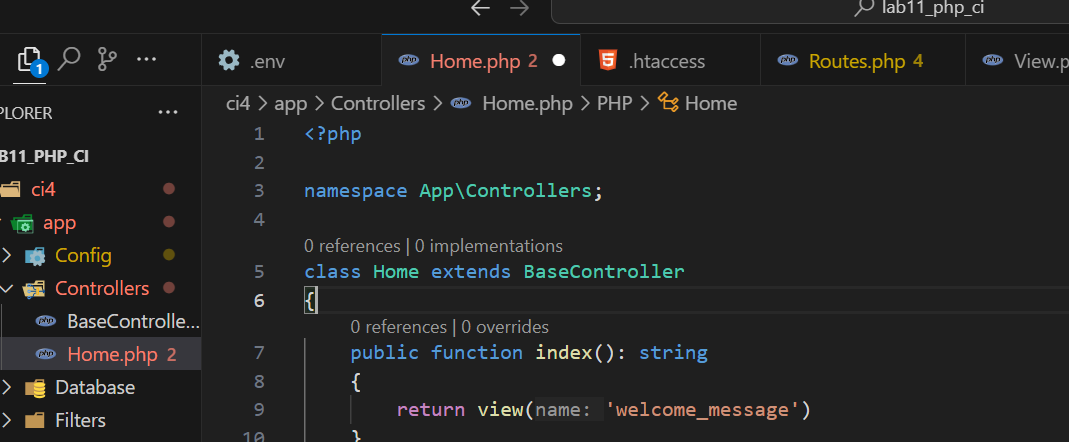 lab11_php_ci
1
.env
Home.php 2
.htaccess
Routes.php 4
View.p
ci4 > app > Controllers > Home.php > PHP > Home
PLORER
B11_PHP_CI
ci4
app
Config
Controllers
BaseControlle...
Home.php 2
Database
Filters
1 <?php
2
3 namespace App\Controllers;
4
0 references | 0 implementations
5 class Home extends BaseController
6 {
0 references | 0 overrides
7 public function index(): string
8 {
9 return view(name: 'welcome_message')
10 }